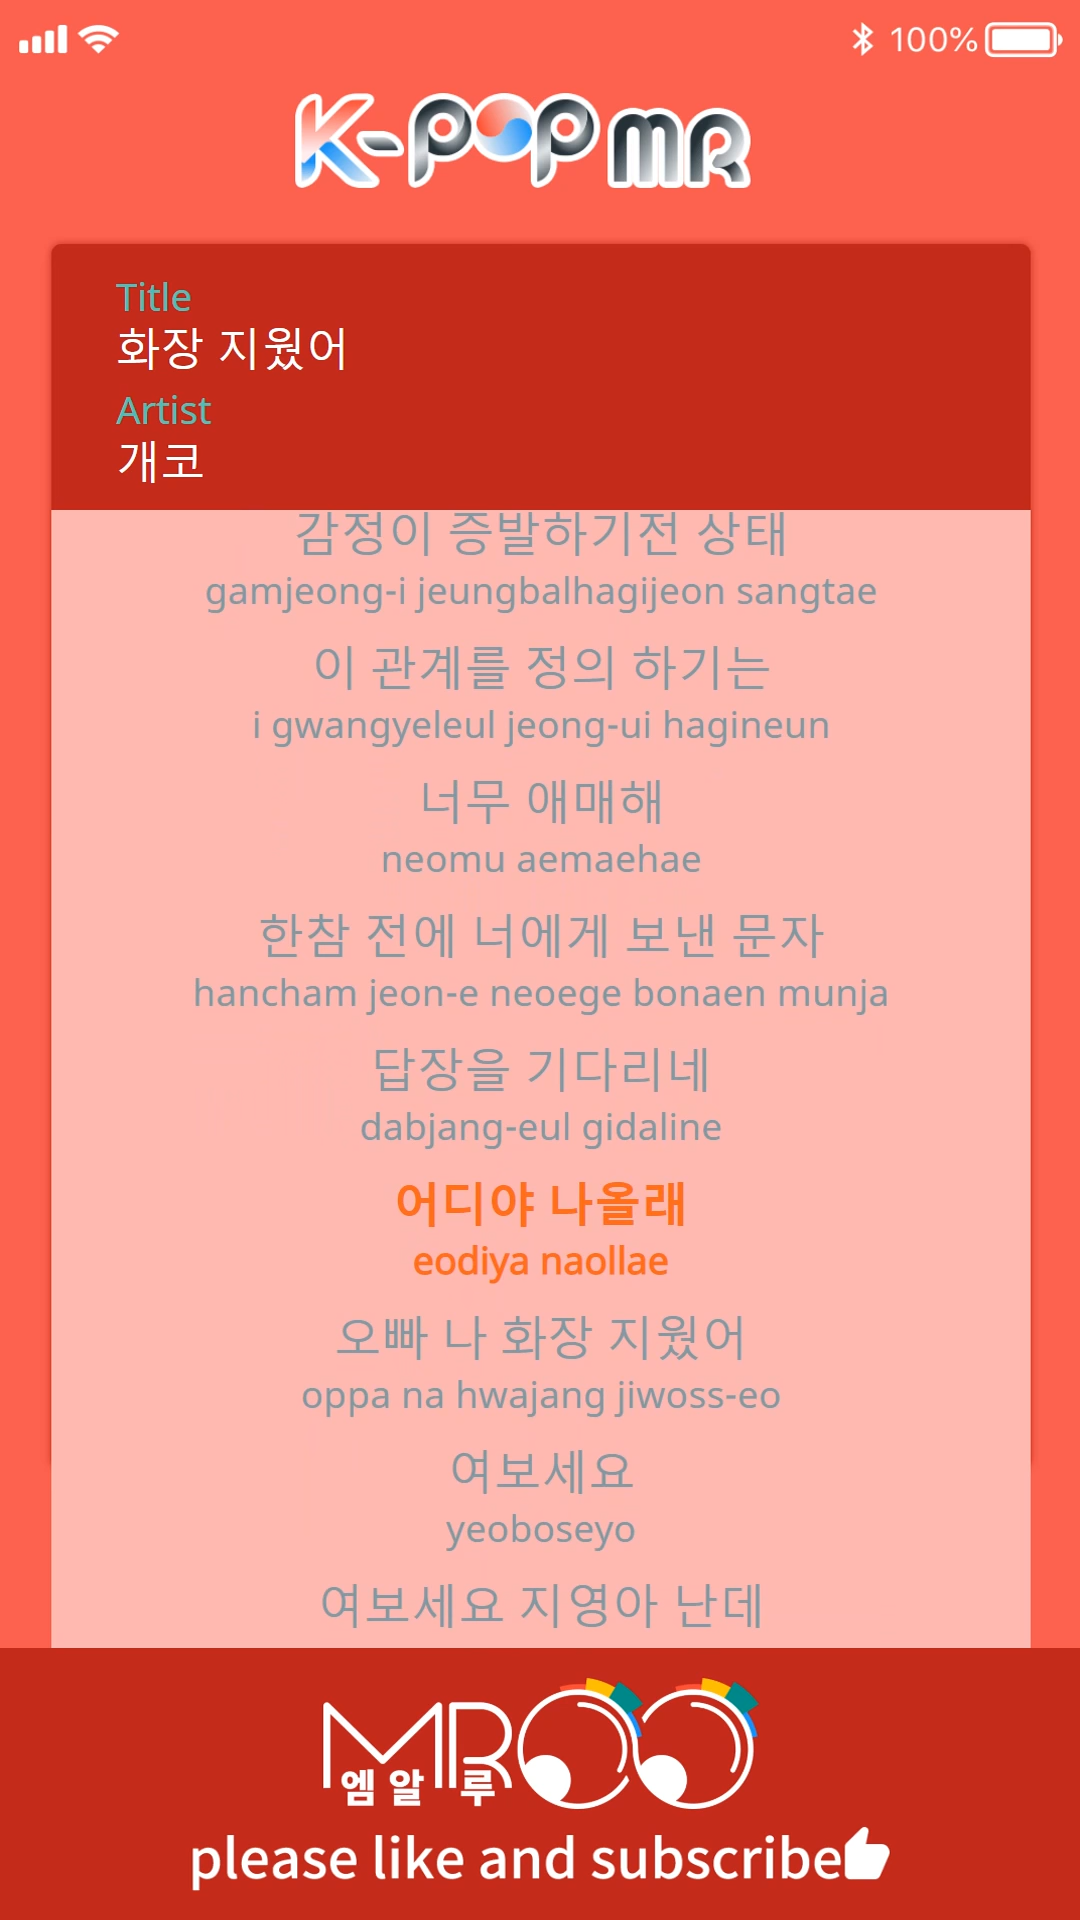 100%
K-POP MR
Title
화장 지웠어
Artist
개코
감정이 증발하기전 상태
gamjeong-i jeungbalhagijeon sangtae
이 관계를 정의 하기는
i gwangyeleul jeong-ui hagineun
너무 애매해
neomu aemaehae
한참 전에 너에게 보낸 문자
hancham jeon-e neoege bonaen munja
답장을 기다리네
dabjang-eul gidaline
어디야 나올래
eodiya naollae
오빠 나 화장 지웠어
oppa na hwajang jiwoss-eo
여보세요
yeoboseyo
여보세요 지영아 난데
MROO
엠알루
please like and subscribe